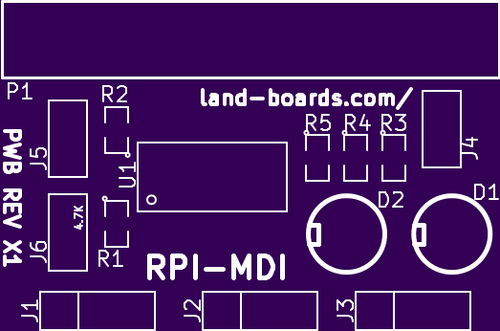 P1
R2
land-boards.com/
R5 R4 R3
J4
J5
U1
PWB REV X1
4.7K
D2 D1
J6
R1
RPI-MDI
J1 J2 J3